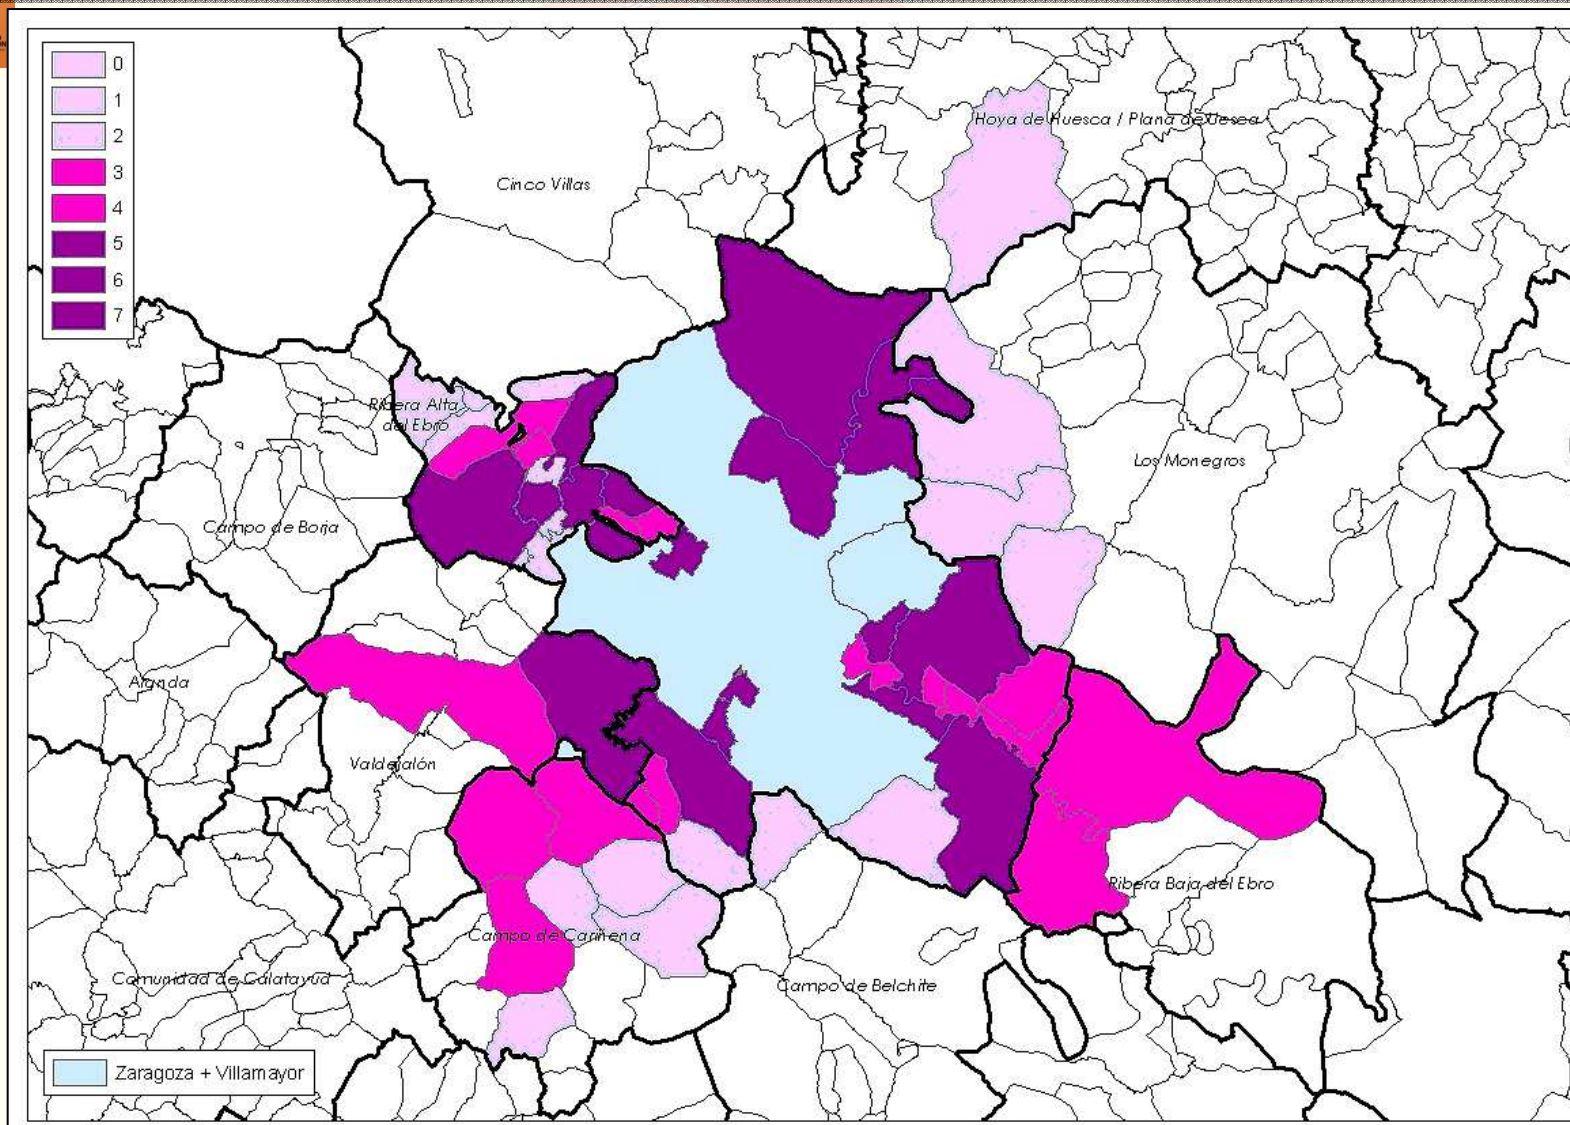 0
1
2
3
4
5
6
7
Hoya de Huesca / Plana de Uesca
Cinco Villas
Ribera Alta
del Ebro
Los Monegros
Campo de Borja
Aranda
Valdejalón
Ribera Baja del Ebro
Campo de Cariñena
Comunidad de Calatayud
Campo de Belchite
Zaragoza + Villamayor